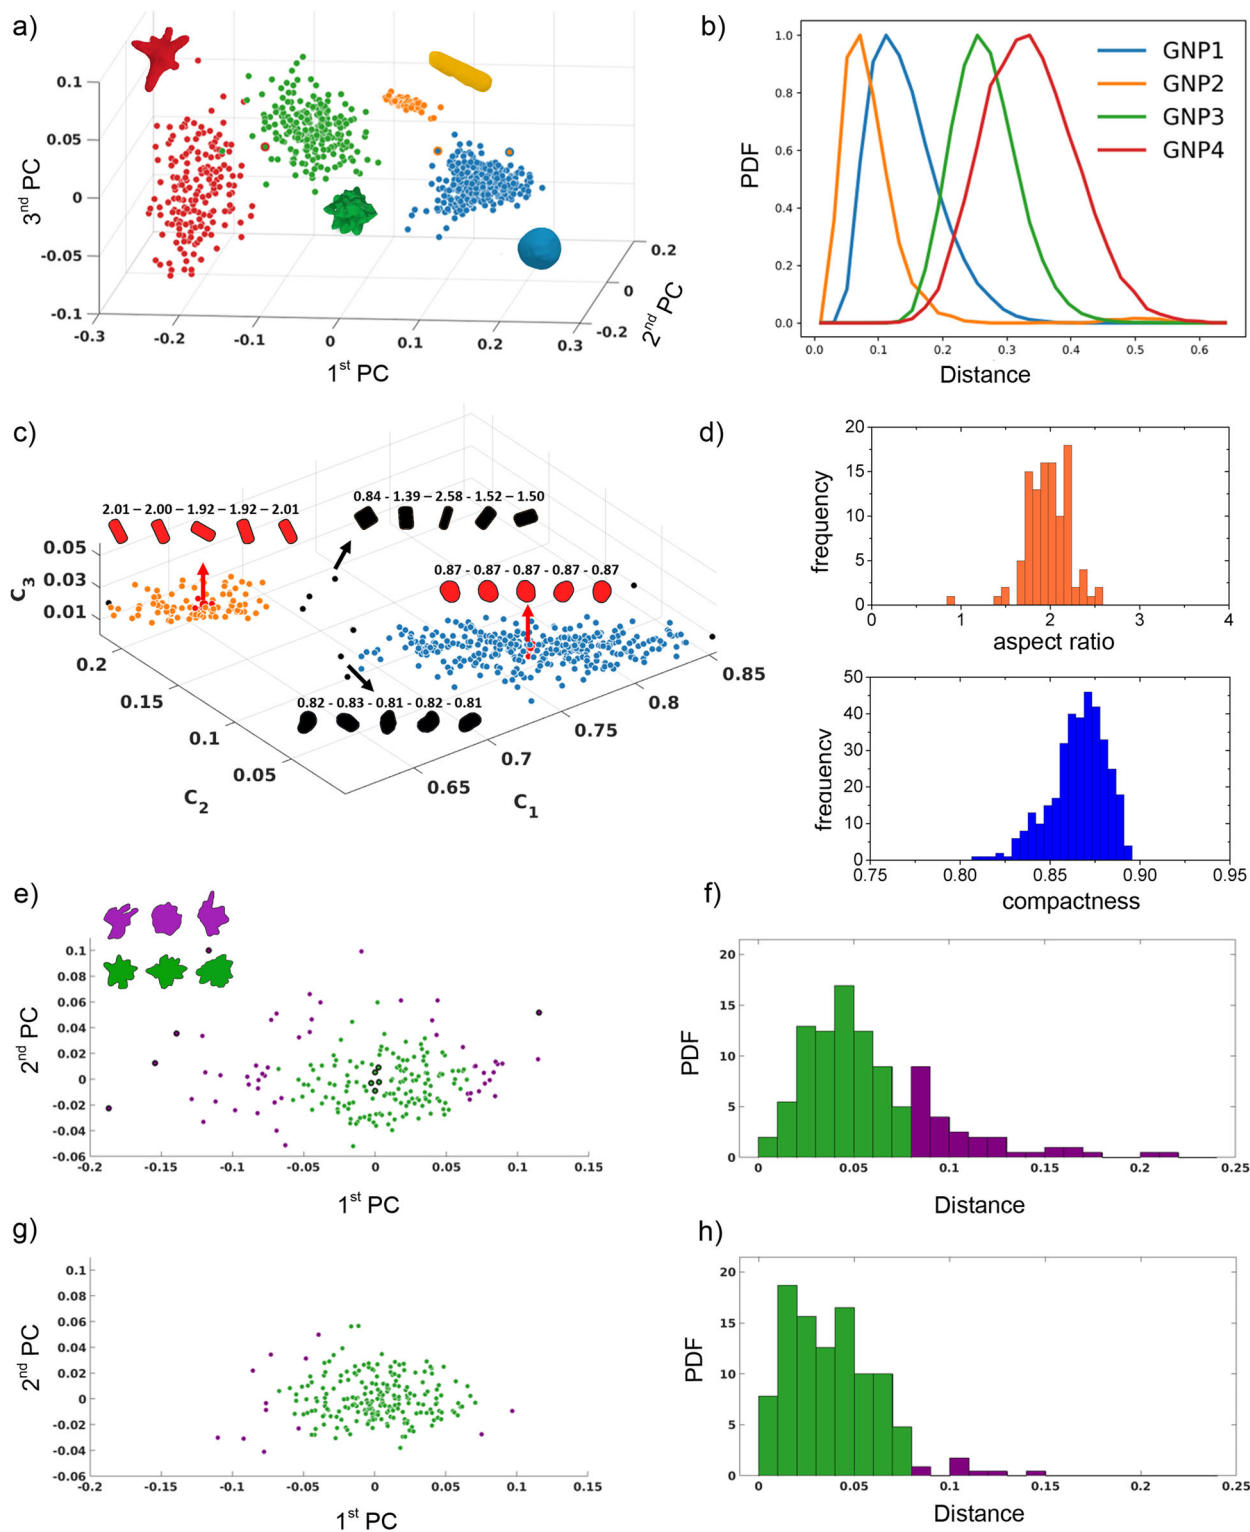 a)
0.1
0.05
0
-0.05
-0.1
3nd PC
-0.3
-0.2
-0.1
0
0.1
0.2
0.3
1st PC
-0.2
0
0.2
2nd PC
b)
1.0
0.8
0.6
0.4
0.2
0.0
PDF
GNP1
GNP2
GNP3
GNP4
0.0 0.1 0.2 0.3 0.4 0.5 0.6
Distance
c)
2.01 – 2.00 – 1.92 – 1.92 – 2.01
0.84 - 1.39 – 2.58 – 1.52 – 1.50
0.87 - 0.87 - 0.87 - 0.87 - 0.87
0.82 - 0.83 - 0.81 - 0.82 - 0.81
0.05
0.03
0.01
C3
0.2
0.15
0.1
0.05
C2
0.65
0.7
0.75
0.8
0.85
C1
d)
20
15
10
5
0
frequency
0 1 2 3 4
aspect ratio
50
40
30
20
10
0
frequency
0.75 0.80 0.85 0.90 0.95
compactness
e)
0.1
0.08
0.06
0.04
0.02
0
-0.02
-0.04
-0.06
2nd PC
-0.2 -0.15 -0.1 -0.05 0 0.05 0.1 0.15
1st PC
f)
20
15
10
5
0
PDF
0 0.05 0.1 0.15 0.2 0.25
Distance
g)
0.1
0.08
0.06
0.04
0.02
0
-0.02
-0.04
-0.06
2nd PC
-0.2 -0.15 -0.1 -0.05 0 0.05 0.1 0.15
1st PC
h)
20
15
10
5
0
PDF
0 0.05 0.1 0.15 0.2 0.25
Distance